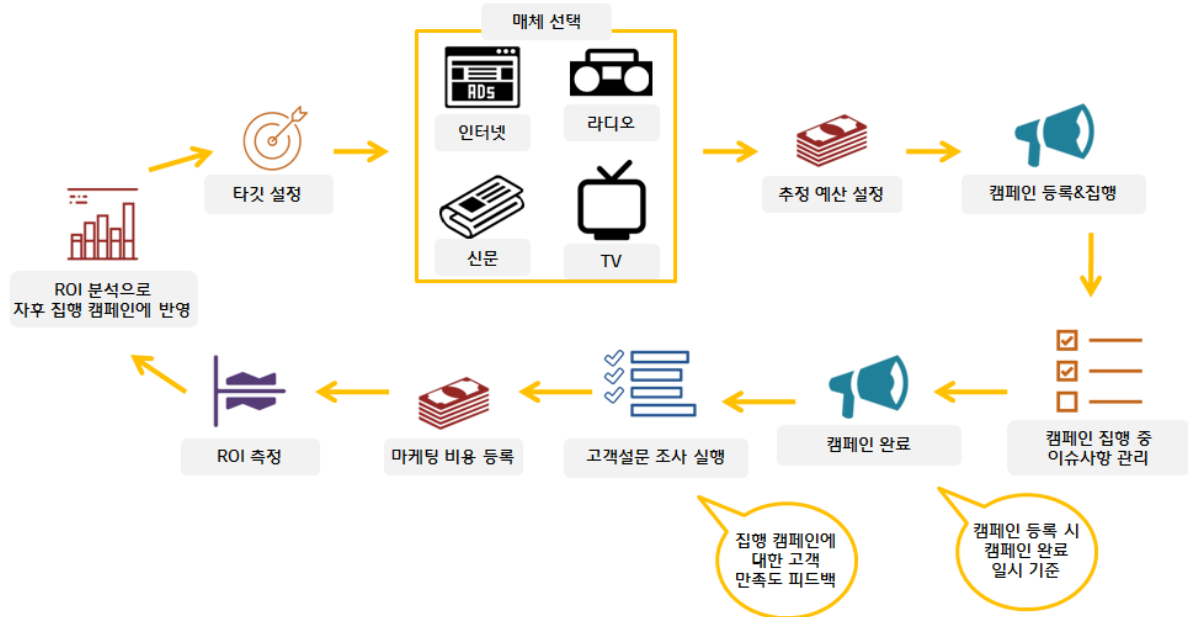 매체 선택
ADs
인터넷
라디오
신문
TV
타깃 설정
추정 예산 설정
캠페인 등록&집행
ROI 분석으로
자후 집행 캠페인에 반영
ROI 측정
마케팅 비용 등록
고객설문 조사 실행
캠페인 완료
캠페인 집행 중
이슈사항 관리
집행 캠페인에
대한 고객
만족도 피드백
캠페인 등록 시
캠페인 완료
일시 기준